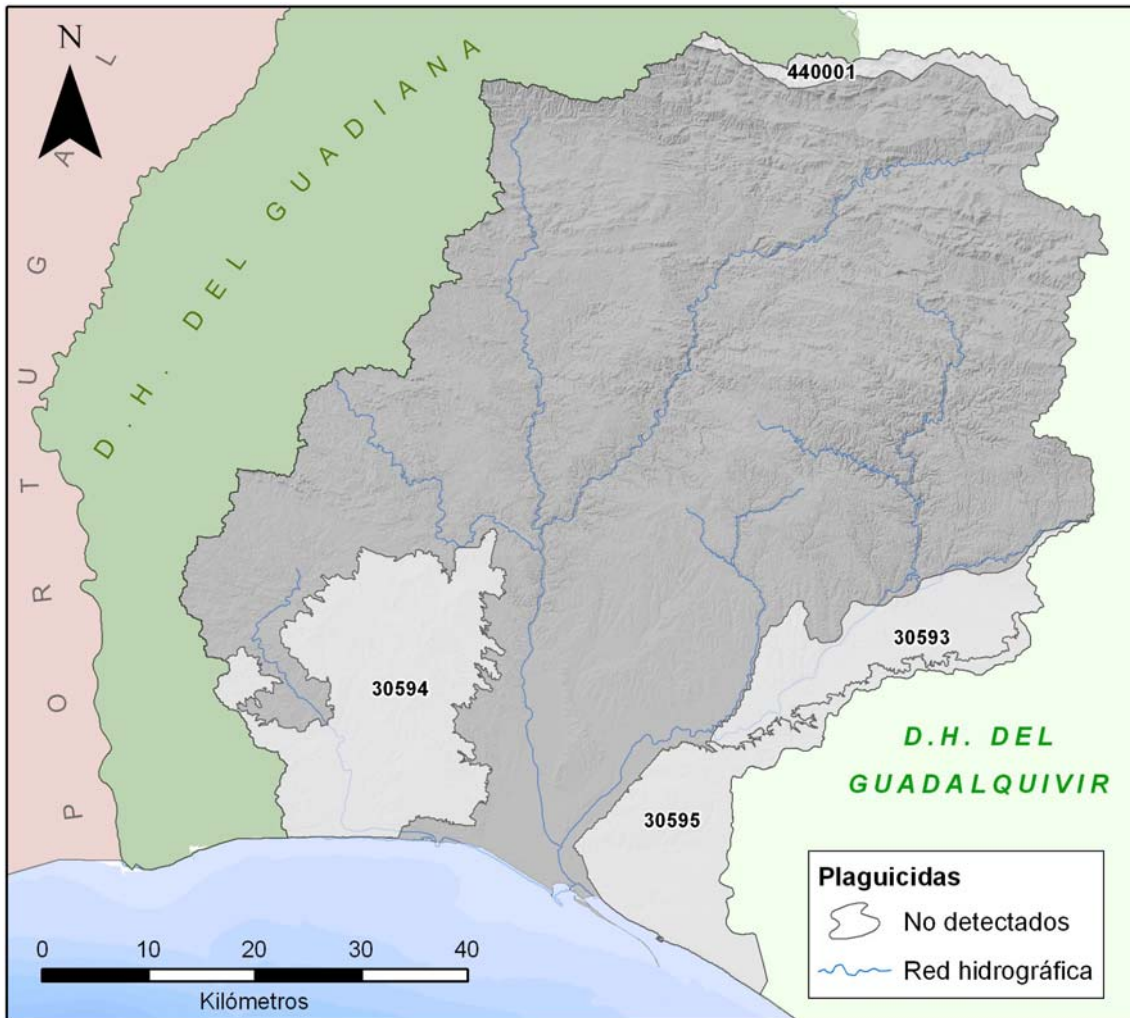 N
PORTUGAL
D.H. DEL GUADIANA
440001
30594
30593
30595
D.H. DEL
GUADALQUIVIR
0 10 20 30 40
Kilómetros
Plaguicidas
No detectados
Red hidrográfica